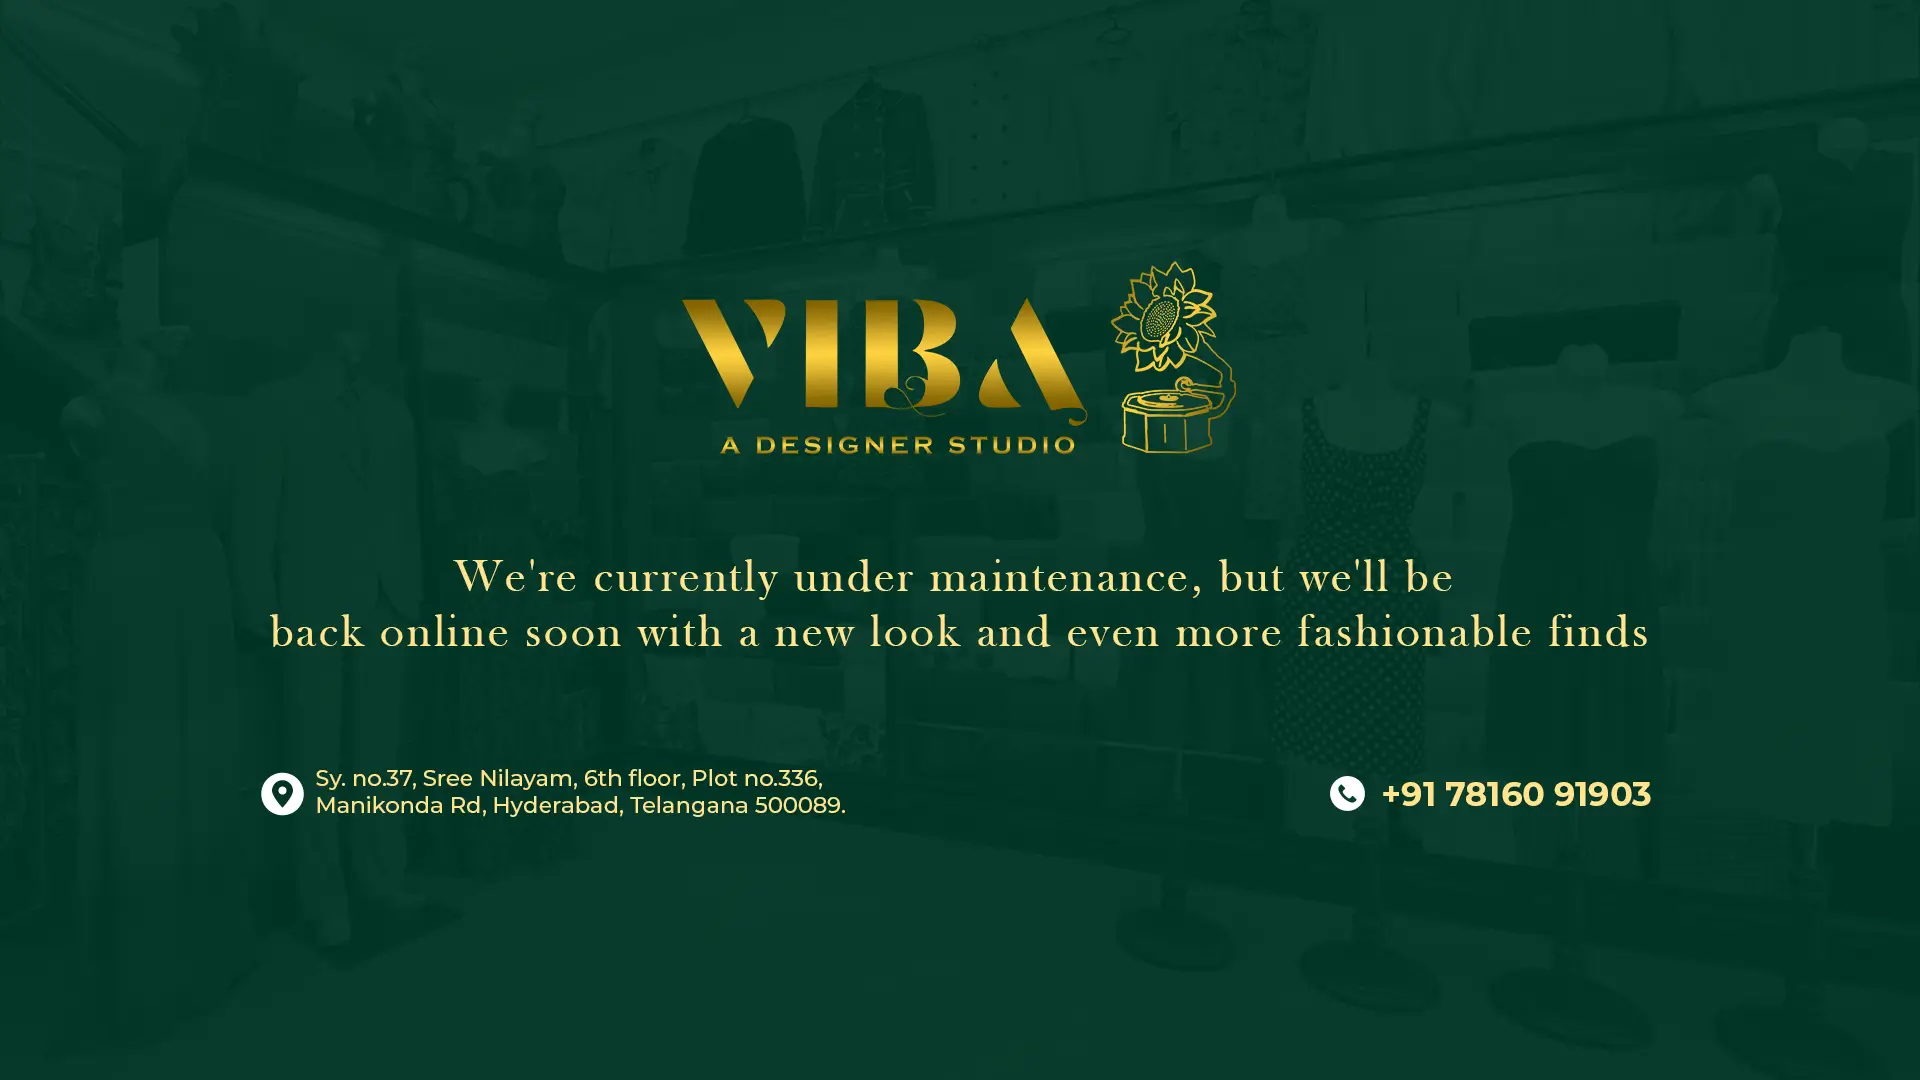 VIBA
A DESIGNER STUDIO
We're currently under maintenance, but we'll be
back online soon with a new look and even more fashionable finds
Sy. no.37, Sree Nilayam, 6th floor, Plot no.336,
Manikonda Rd, Hyderabad, Telangana 500089.
+91 78160 91903